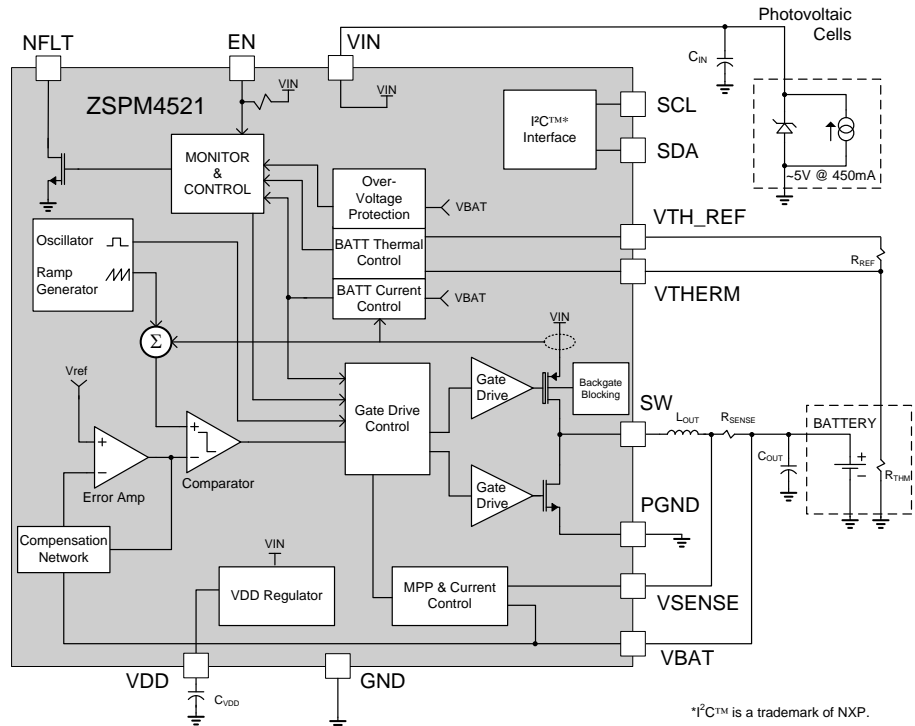 Photovoltaic
Cells
NFLT
EN
VIN
C_IN
ZSPM4521
VIN
VIN
I²C™*
Interface
SCL
SDA
~5V @ 450mA
MONITOR
&
CONTROL
Over-
Voltage
Protection
VBAT
BATT Thermal
Control
BATT Current
Control
VBAT
VTH_REF
R_REF
VTHERM
Oscillator
Ramp
Generator
Σ
VIN
Vref
Gate Drive
Control
Gate
Drive
Backgate
Blocking
SW
L_OUT
R_SENSE
BATTERY
+
−
C_OUT
R_THM
+
−
Error Amp
+
−
Comparator
Gate
Drive
PGND
Compensation
Network
VIN
VDD Regulator
MPP & Current
Control
VSENSE
VBAT
VDD
GND
C_VDD
*I²C™ is a trademark of NXP.